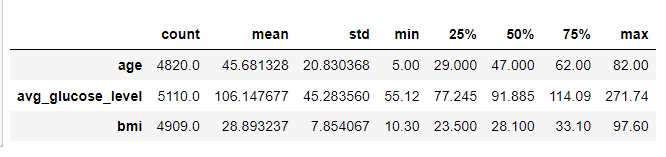 count mean std min 25% 50% 75% max
age 4820.0 45.681328 20.830368 5.00 29.000 47.000 62.00 82.00
avg_glucose_level 5110.0 106.147677 45.283560 55.12 77.245 91.885 114.09 271.74
bmi 4909.0 28.893237 7.854067 10.30 23.500 28.100 33.10 97.60